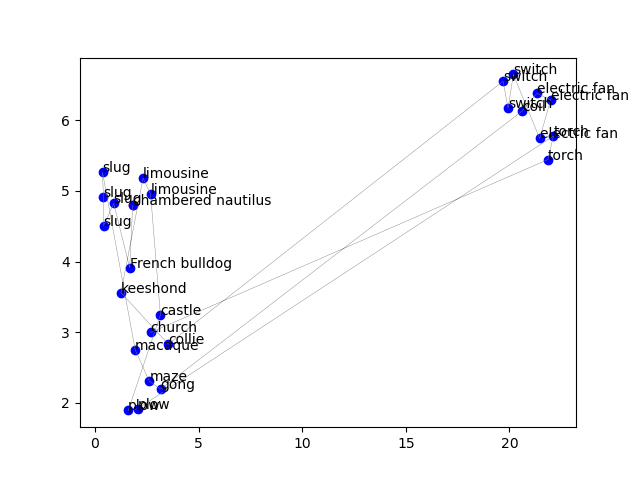 switch
switch
electric fan
electric fan
switch
coil
torch
electric fan
torch
slug
limousine
slug
limousine
slug
chambered nautilus
slug
French bulldog
keeshond
castle
church
collie
macaque
maze
gong
plow
plow
6
5
4
3
2
0
5
10
15
20